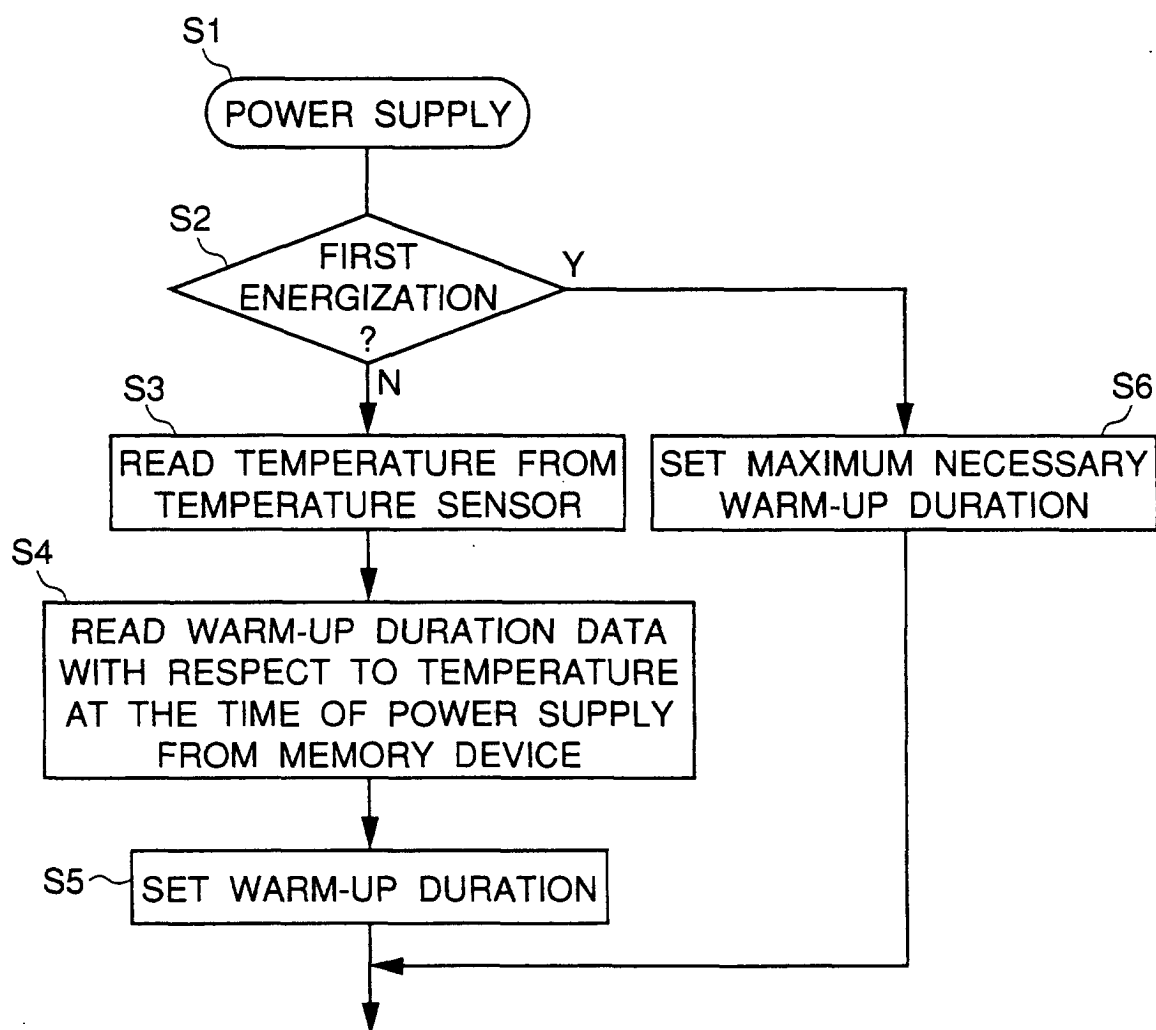 S1
POWER SUPPLY
S2
FIRST
ENERGIZATION
?
Y
N
S3
READ TEMPERATURE FROM
TEMPERATURE SENSOR
S6
SET MAXIMUM NECESSARY
WARM-UP DURATION
S4
READ WARM-UP DURATION DATA
WITH RESPECT TO TEMPERATURE
AT THE TIME OF POWER SUPPLY
FROM MEMORY DEVICE
S5
SET WARM-UP DURATION